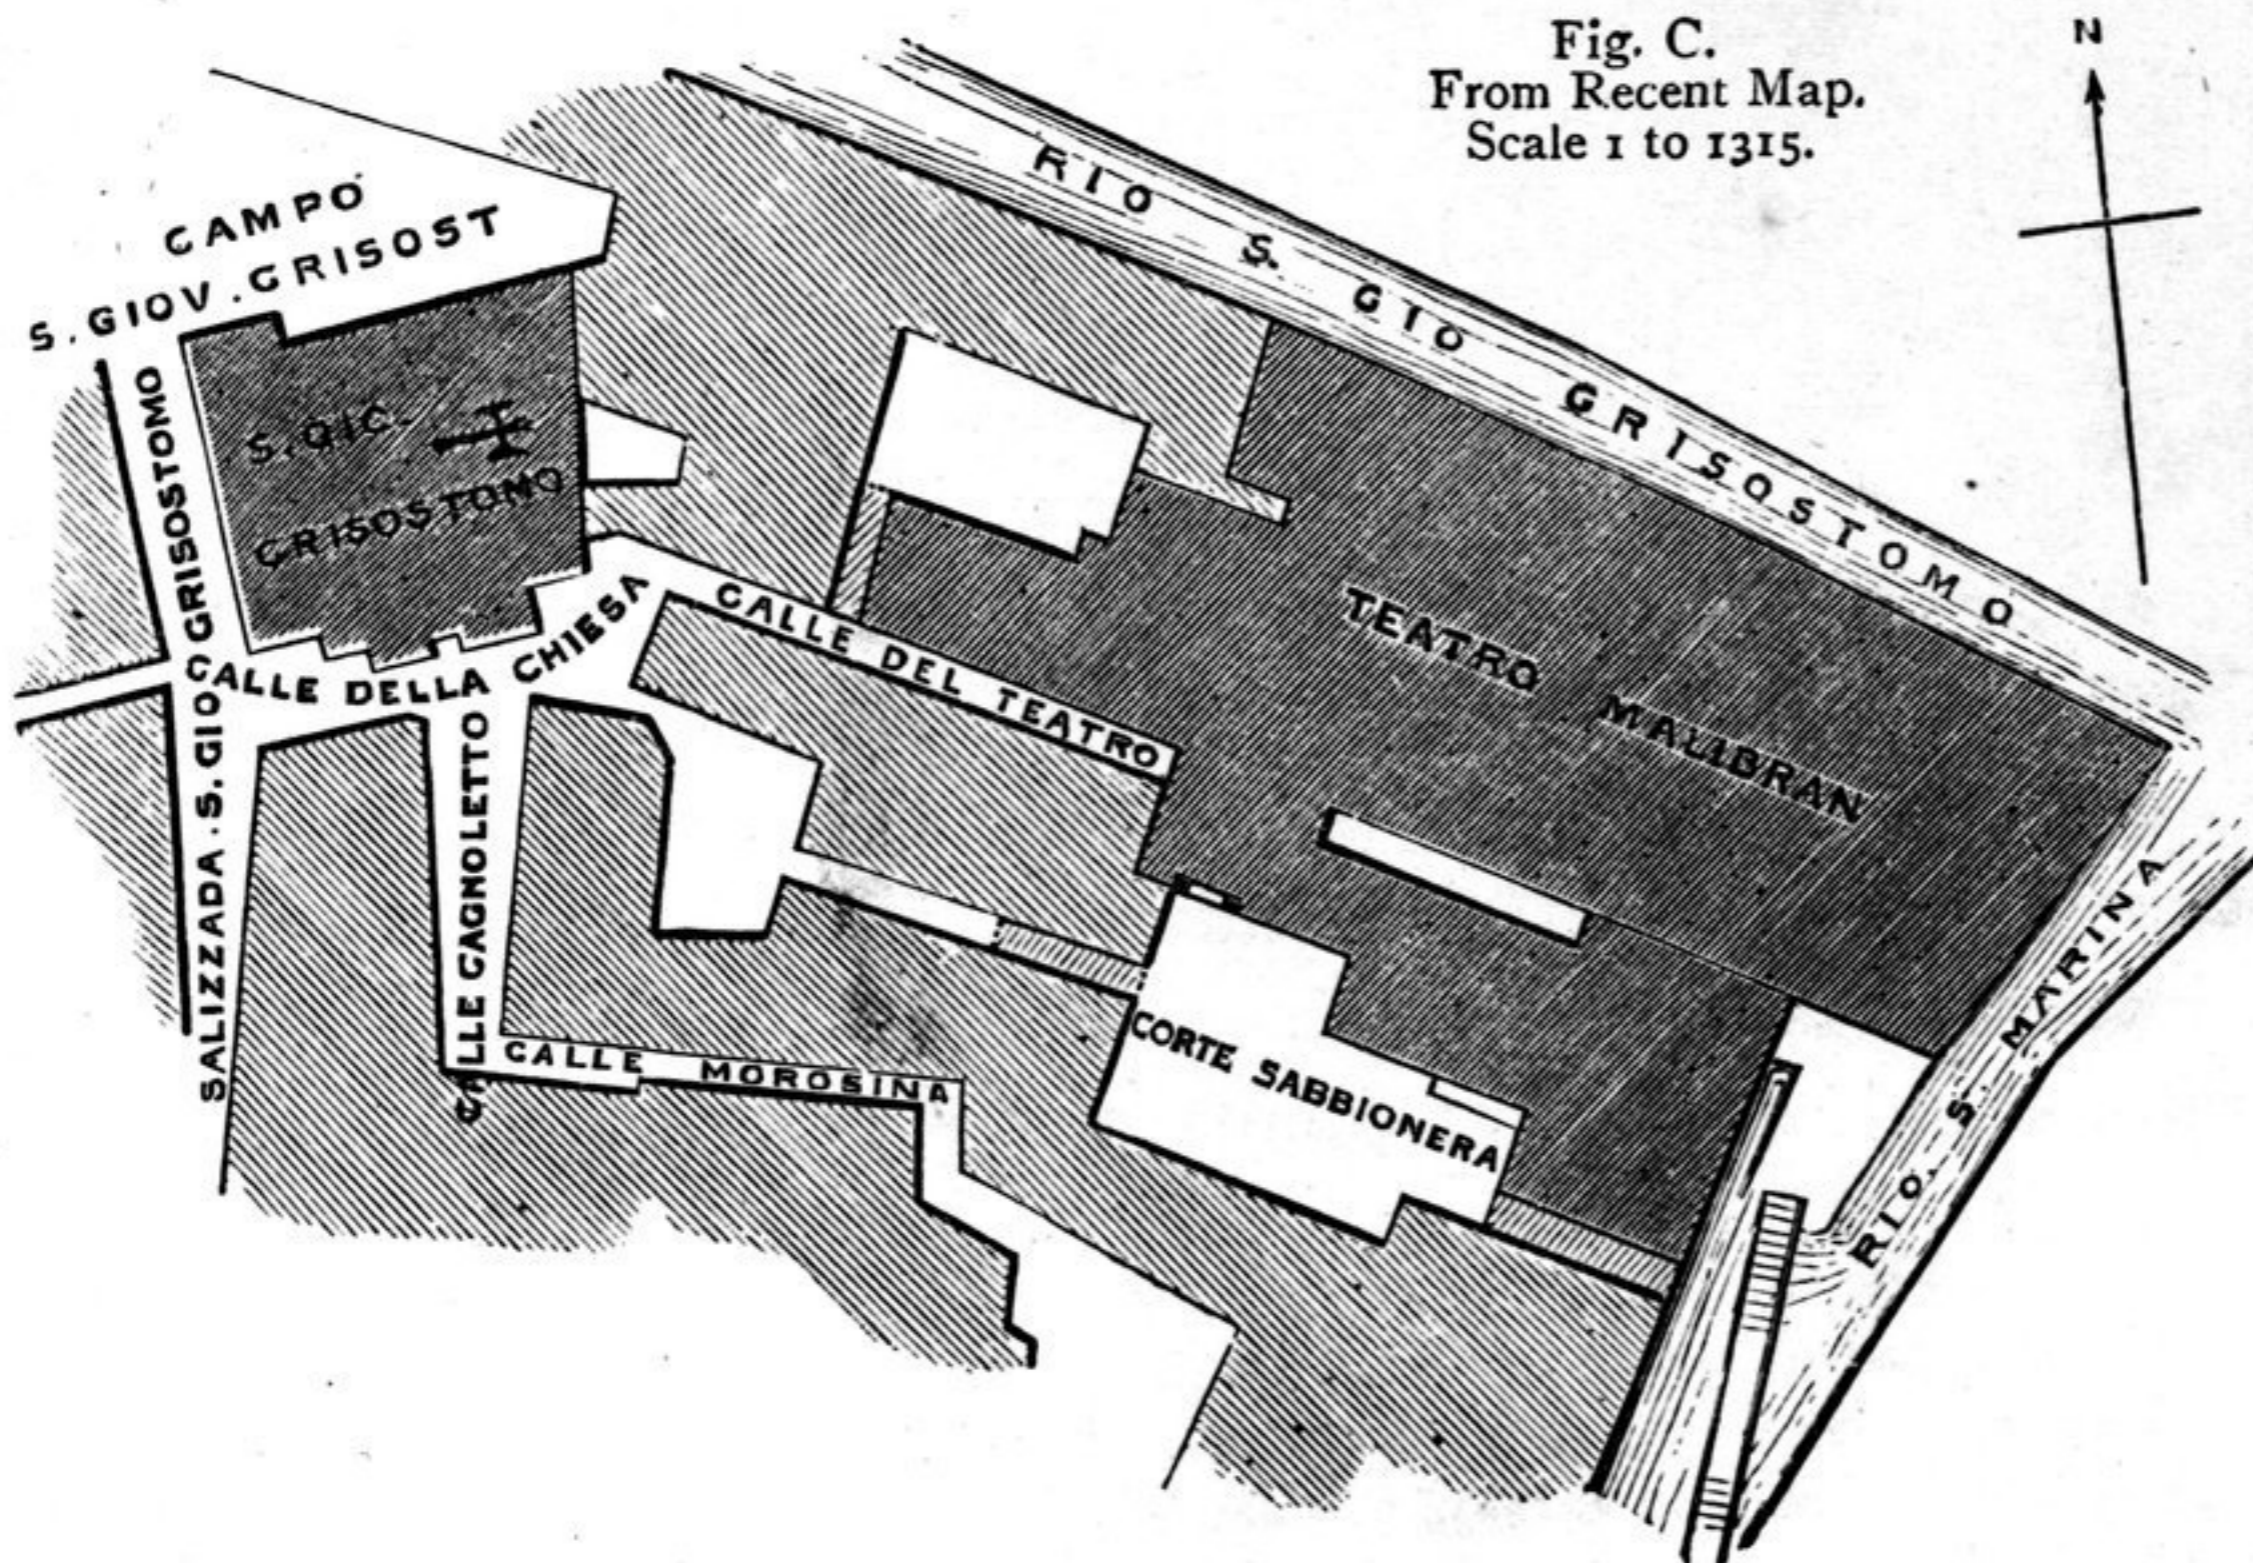 Fig. C.
From Recent Map.
Scale 1 to 1315.
N
CAMPO
S. GIOV. GRISOST
RIO S. GIO GRISOSTOMO
S. GIO.
GRISOSTOMO
SALIZZADA . S. GIO GRISOSTOMO
CALLE DELLA CHIESA
CALLE DEL TEATRO
TEATRO MALIBRAN
CALLE CAGNOLETTO
CALLE MOROSINA
CORTE SABBIONERA
RIO. S. MARINA